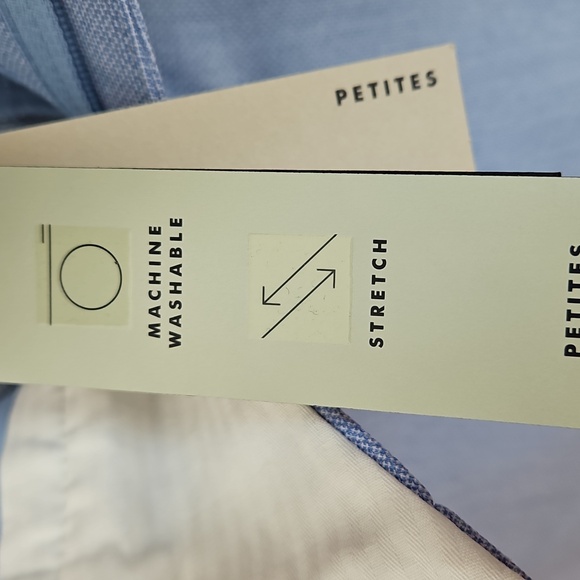 PETITES
MACHINE
WASHABLE
STRETCH
PETITES